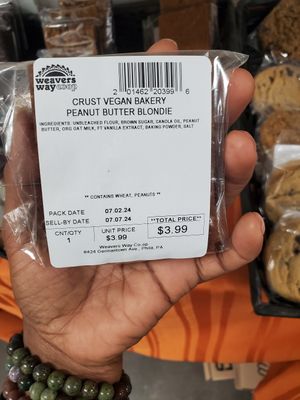 weavers
way co-op
2 01462 20399 6
CRUST VEGAN BAKERY
PEANUT BUTTER BLONDIE
INGREDIENTS: UNBLEACHED FLOUR, BROWN SUGAR, CANOLA OIL, PEANUT
BUTTER, ORG OAT MILK, FT VANILLA EXTRACT, BAKING POWDER, SALT
** CONTAINS WHEAT, PEANUTS **
PACK DATE 07.02.24
SELL-BY DATE 07.07.24
CNT/QTY UNIT PRICE **TOTAL PRICE**
1 $3.99 $3.99
Weavers Way Co-op
8424 Germantown Ave., Phila, PA